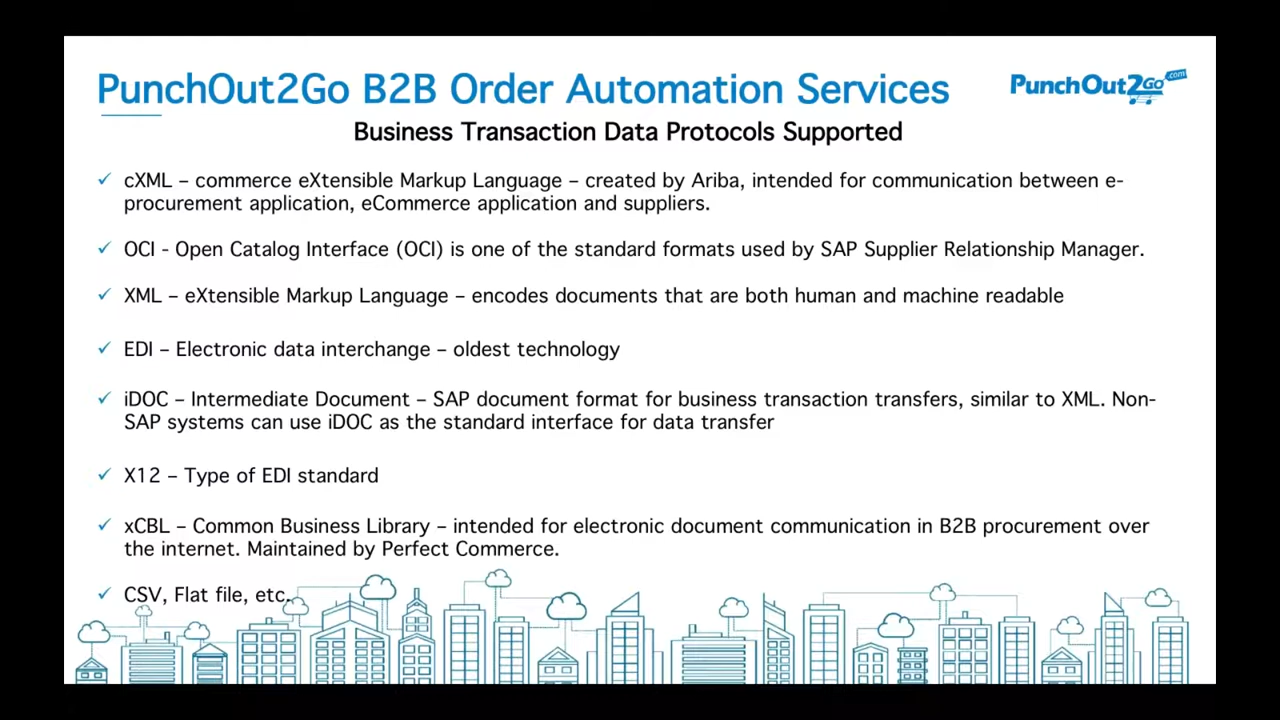 PunchOut2Go B2B Order Automation Services
PunchOut2Go.com
Business Transaction Data Protocols Supported
✓ cXML – commerce eXtensible Markup Language – created by Ariba, intended for communication between e-
procurement application, eCommerce application and suppliers.
✓ OCI - Open Catalog Interface (OCI) is one of the standard formats used by SAP Supplier Relationship Manager.
✓ XML – eXtensible Markup Language – encodes documents that are both human and machine readable
✓ EDI – Electronic data interchange – oldest technology
✓ iDOC – Intermediate Document – SAP document format for business transaction transfers, similar to XML. Non-
SAP systems can use iDOC as the standard interface for data transfer
✓ X12 – Type of EDI standard
✓ xCBL – Common Business Library – intended for electronic document communication in B2B procurement over
the internet. Maintained by Perfect Commerce.
✓ CSV, Flat file, etc.